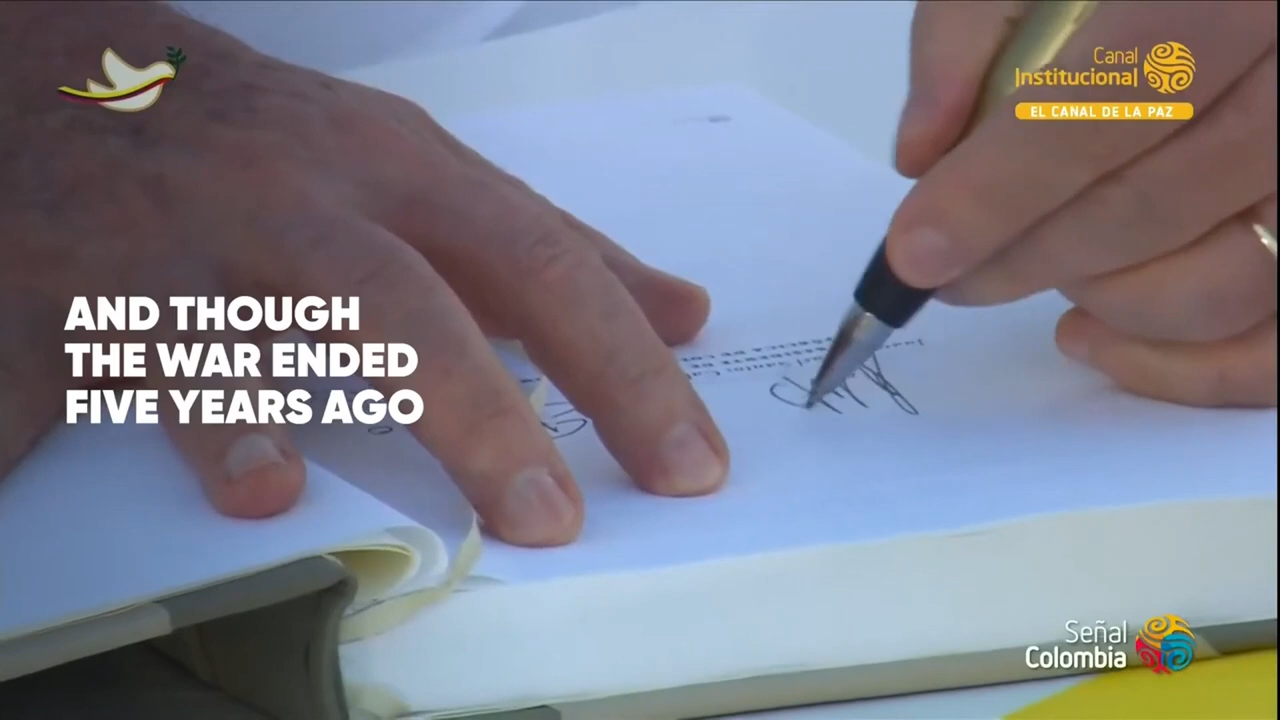 Canal
Institucional
EL CANAL DE LA PAZ
AND THOUGH
THE WAR ENDED
FIVE YEARS AGO
Señal
Colombia